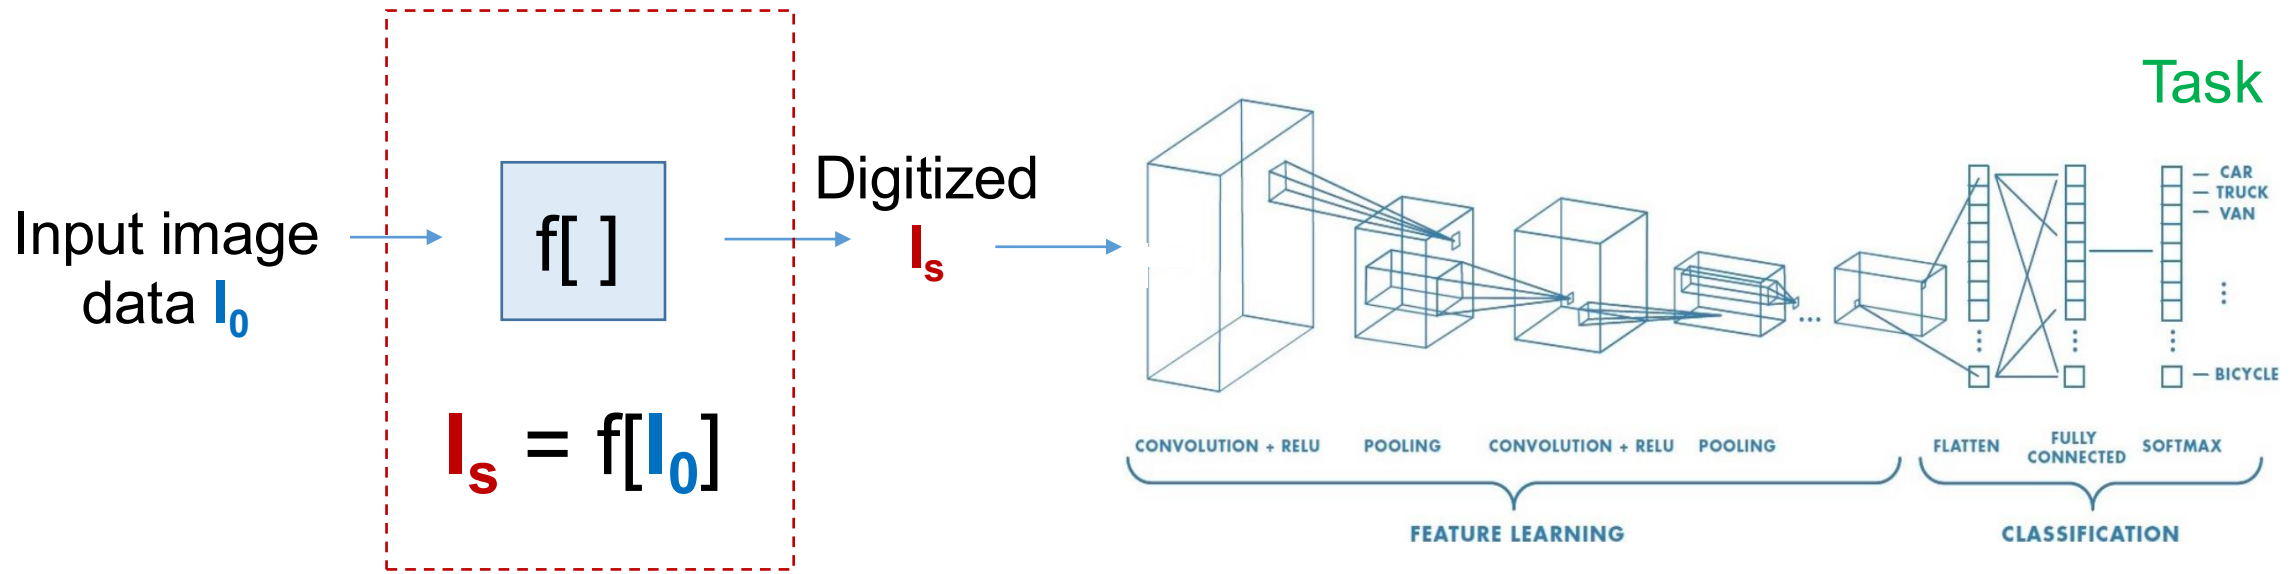 Input image
data I0
f[ ]
Is = f[I0]
Digitized
Is
Task
CAR
TRUCK
VAN
BICYCLE
CONVOLUTION + RELU
POOLING
CONVOLUTION + RELU
POOLING
FLATTEN
FULLY
CONNECTED
SOFTMAX
FEATURE LEARNING
CLASSIFICATION